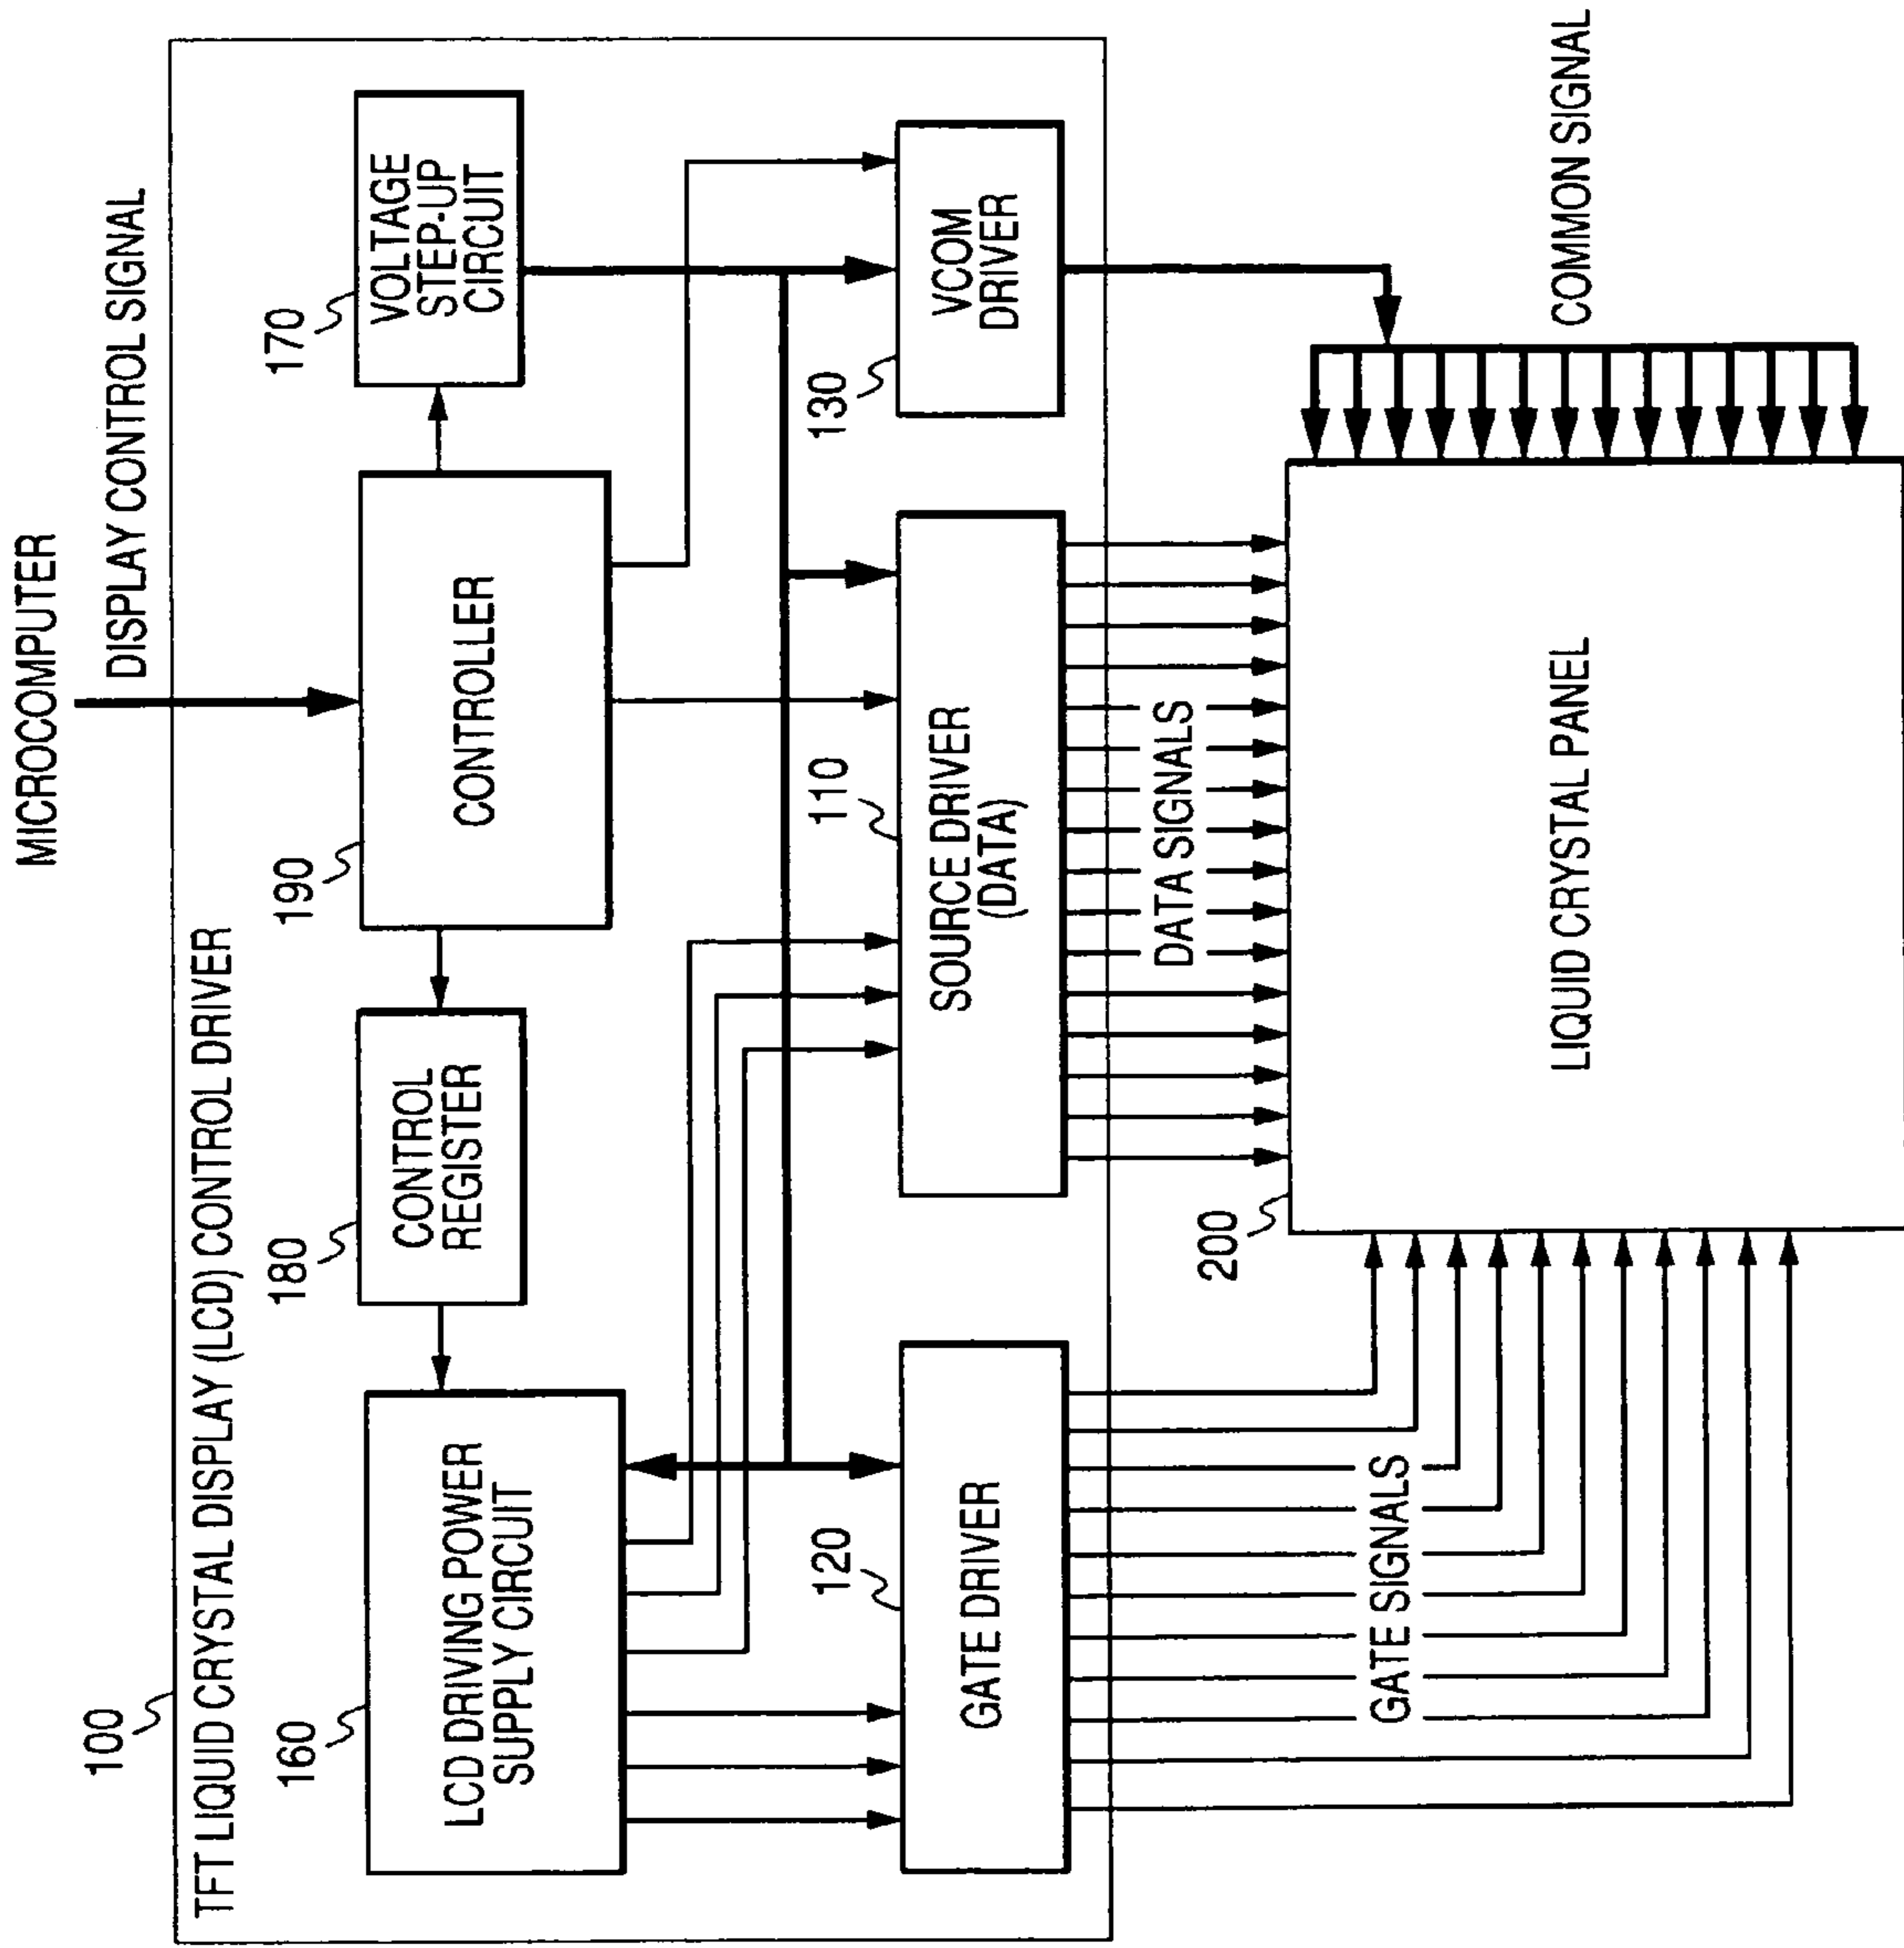 MICROCOMPUTER
DISPLAY CONTROL SIGNAL
100
TFT LIQUID CRYSTAL DISPLAY (LCD) CONTROL DRIVER
160
LCD DRIVING POWER
SUPPLY CIRCUIT
180
CONTROL
REGISTER
190
CONTROLLER
170
VOLTAGE
STEP-UP
CIRCUIT
120
GATE DRIVER
110
SOURCE DRIVER
(DATA)
130
VCOM
DRIVER
GATE SIGNALS
DATA SIGNALS
200
LIQUID CRYSTAL PANEL
COMMON SIGNAL